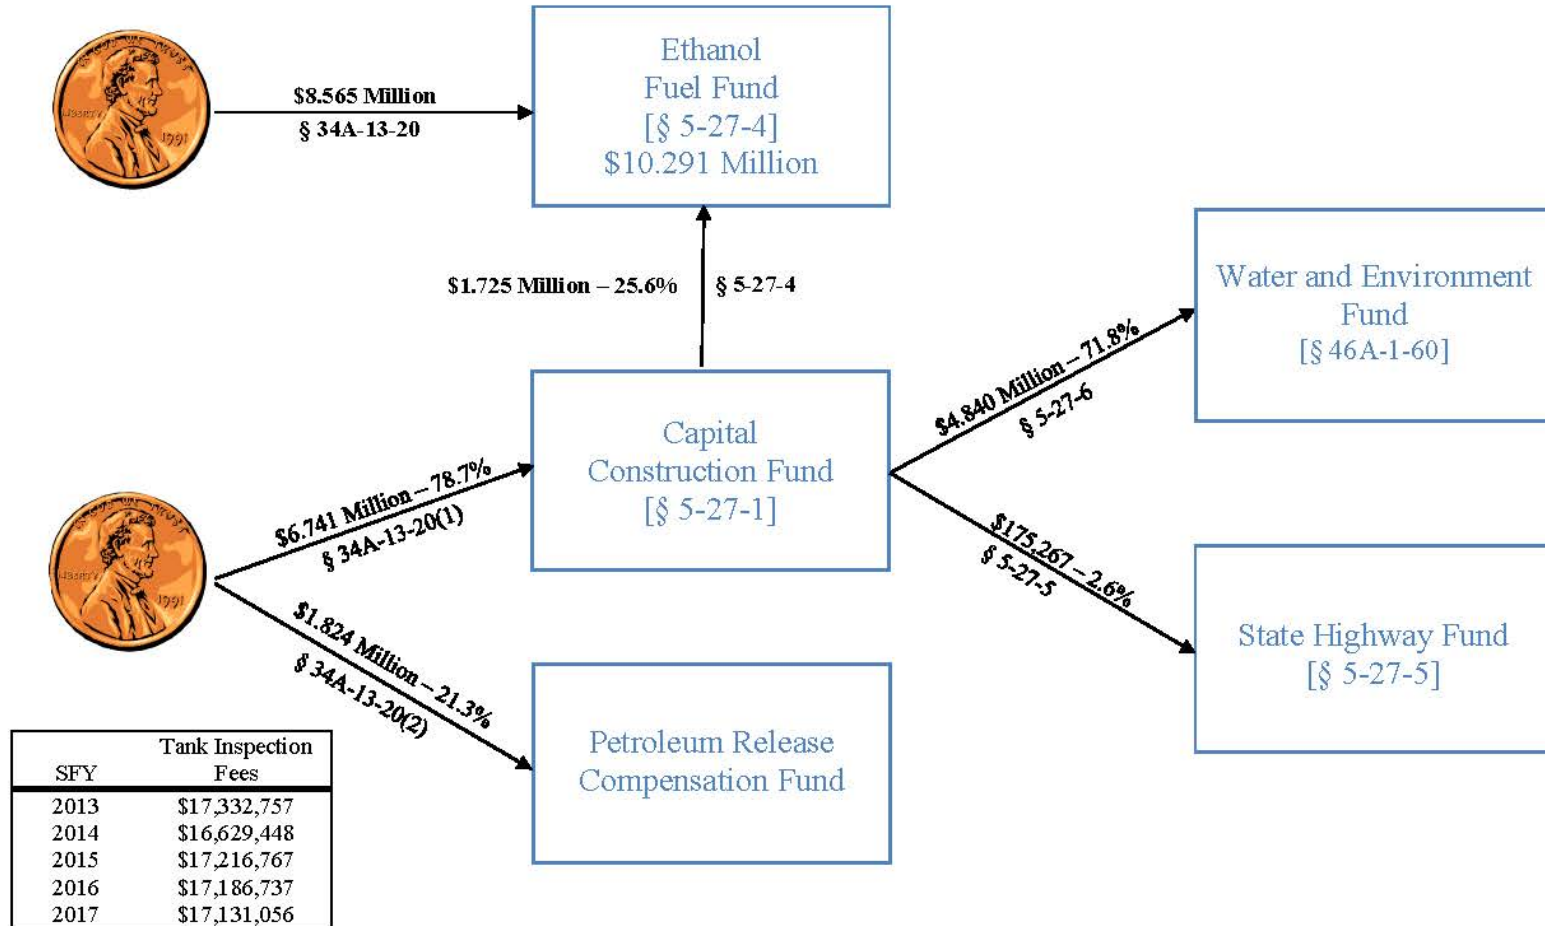 $8.565 Million
§ 34A-13-20
Ethanol
Fuel Fund
[§ 5-27-4]
$10.291 Million
LIBERTY
1991
$1.725 Million – 25.6%
§ 5-27-4
Water and Environment
Fund
[§ 46A-1-60]
$4.840 Million – 71.8%
§ 5-27-6
Capital
Construction Fund
[§ 5-27-1]
$6.741 Million – 78.7%
§ 34A-13-20(1)
LIBERTY
1991
$175,267 – 2.6%
§ 5-27-5
State Highway Fund
[§ 5-27-5]
$1.824 Million – 21.3%
§ 34A-13-20(2)
Petroleum Release
Compensation Fund
Tank Inspection
SFY Fees
2013 $17,332,757
2014 $16,629,448
2015 $17,216,767
2016 $17,186,737
2017 $17,131,056